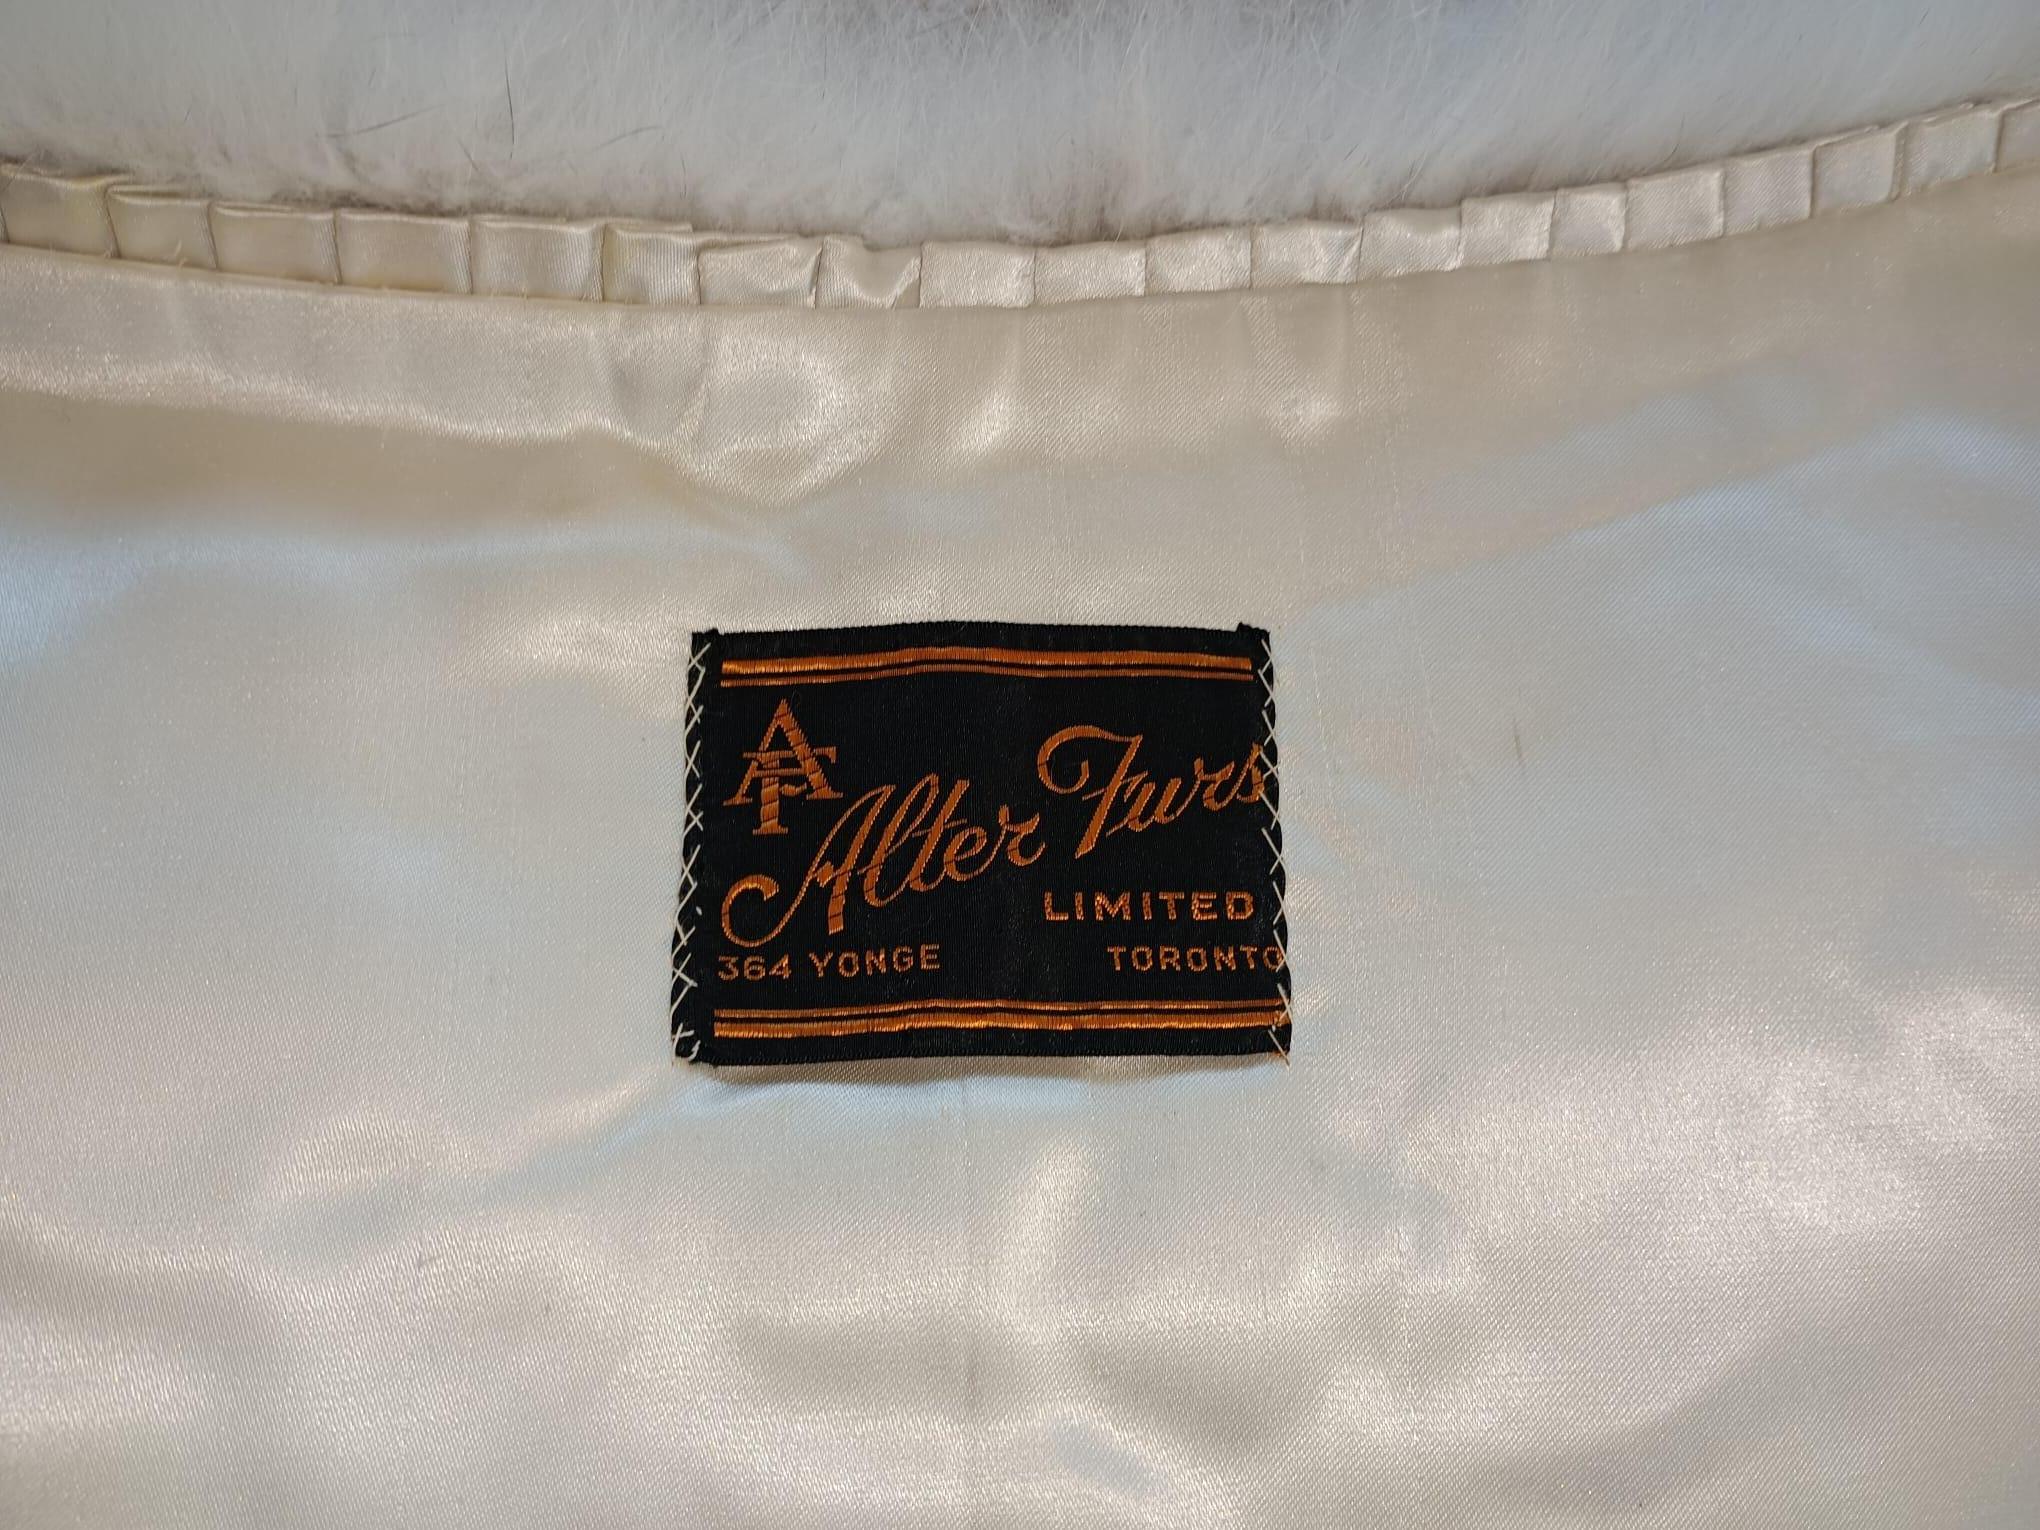 AF
Alter Furs
LIMITED
364 YONGE TORONTO